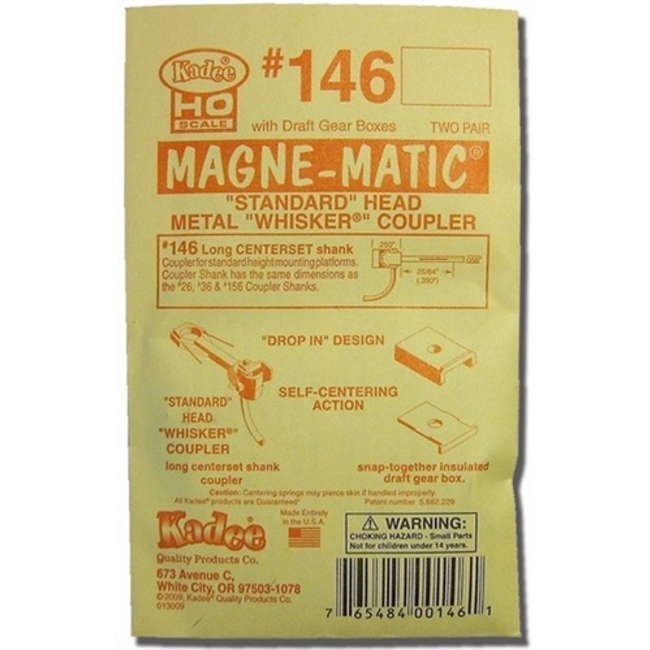 Kadee®
HO
SCALE
#146
with Draft Gear Boxes
TWO PAIR
MAGNE-MATIC®
"STANDARD" HEAD
METAL "WHISKER®" COUPLER
#146 Long CENTERSET shank
Coupler for standard height mounting platforms.
Coupler Shank has the same dimensions as
the #26, #36 & #156 Coupler Shanks.
.250"
25/64"
(.390")
"DROP IN" DESIGN
SELF-CENTERING
ACTION
"STANDARD"
HEAD
"WHISKER®"
COUPLER
long centerset shank
coupler
snap-together insulated
draft gear box.
Caution: Centering springs may pierce skin if handled improperly.
All Kadee® products are Guaranteed"
Patent number 5,662,229
Kadee
Quality Products Co.
Made Entirely
in the U.S.A.
673 Avenue C,
White City, OR 97503-1078
©2009, Kadee® Quality Products Co.
013009
WARNING:
CHOKING HAZARD - Small Parts
Not for children under 14 years.
7 65484 00146 1